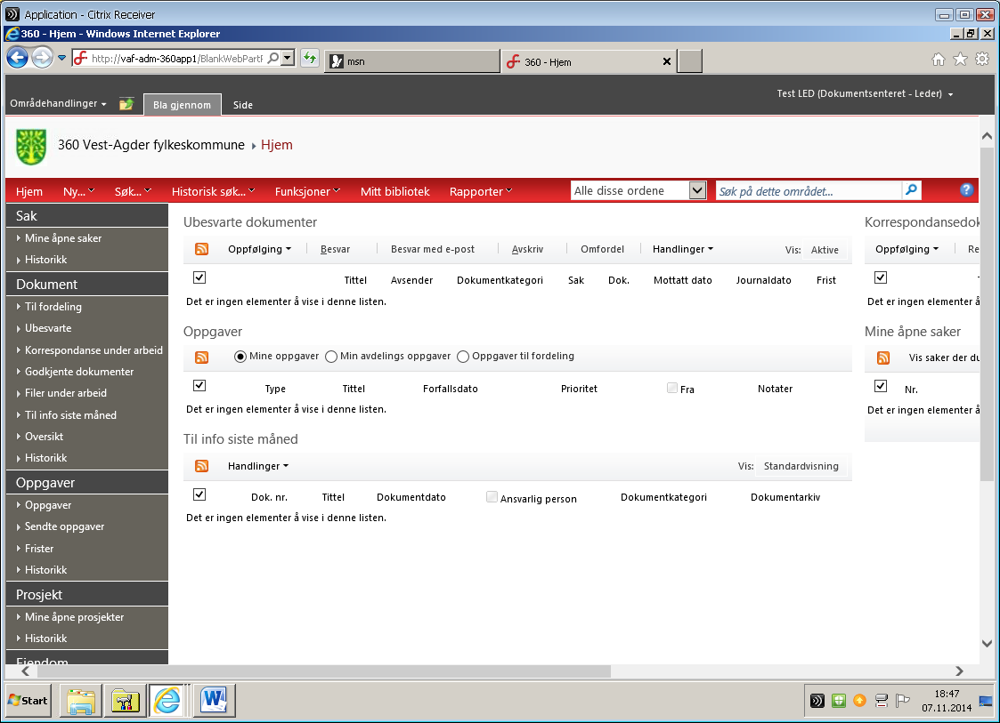 Application - Citrix Receiver
360 - Hjem - Windows Internet Explorer
http://vaf-adm-360app1/BlankWebPartP
msn
360 - Hjem
Områdehandlinger
Bla gjennom
Side
Test LED (Dokumentsenteret - Leder)
360 Vest-Agder fylkeskommune Hjem
Hjem Ny... Søk... Historisk søk... Funksjoner Mitt bibliotek Rapporter Alle disse ordene Søk på dette området...
Sak
Mine åpne saker
Historikk
Dokument
Til fordeling
Ubesvarte
Korrespondanse under arbeid
Godkjente dokumenter
Filer under arbeid
Til info siste måned
Oversikt
Historikk
Oppgaver
Oppgaver
Sendte oppgaver
Frister
Historikk
Prosjekt
Mine åpne prosjekter
Historikk
Eiendom
Ubesvarte dokumenter
Oppfølging Besvar Besvar med e-post Avskriv Omfordel Handlinger Vis: Aktive
Tittel Avsender Dokumentkategori Sak Dok. Mottatt dato Journaldato Frist
Det er ingen elementer å vise i denne listen.
Oppgaver
Mine oppgaver Min avdelings oppgaver Oppgaver til fordeling
Type Tittel Forfallsdato Prioritet Fra Notater
Det er ingen elementer å vise i denne listen.
Til info siste måned
Handlinger Vis: Standardvisning
Dok. nr. Tittel Dokumentdato Ansvarlig person Dokumentkategori Dokumentarkiv
Det er ingen elementer å vise i denne listen.
Korrespondansedok
Oppfølging Re
Det er ingen elementer å
Mine åpne saker
Vis saker der du
Nr.
Det er ingen elementer å
Start
18:47
07.11.2014